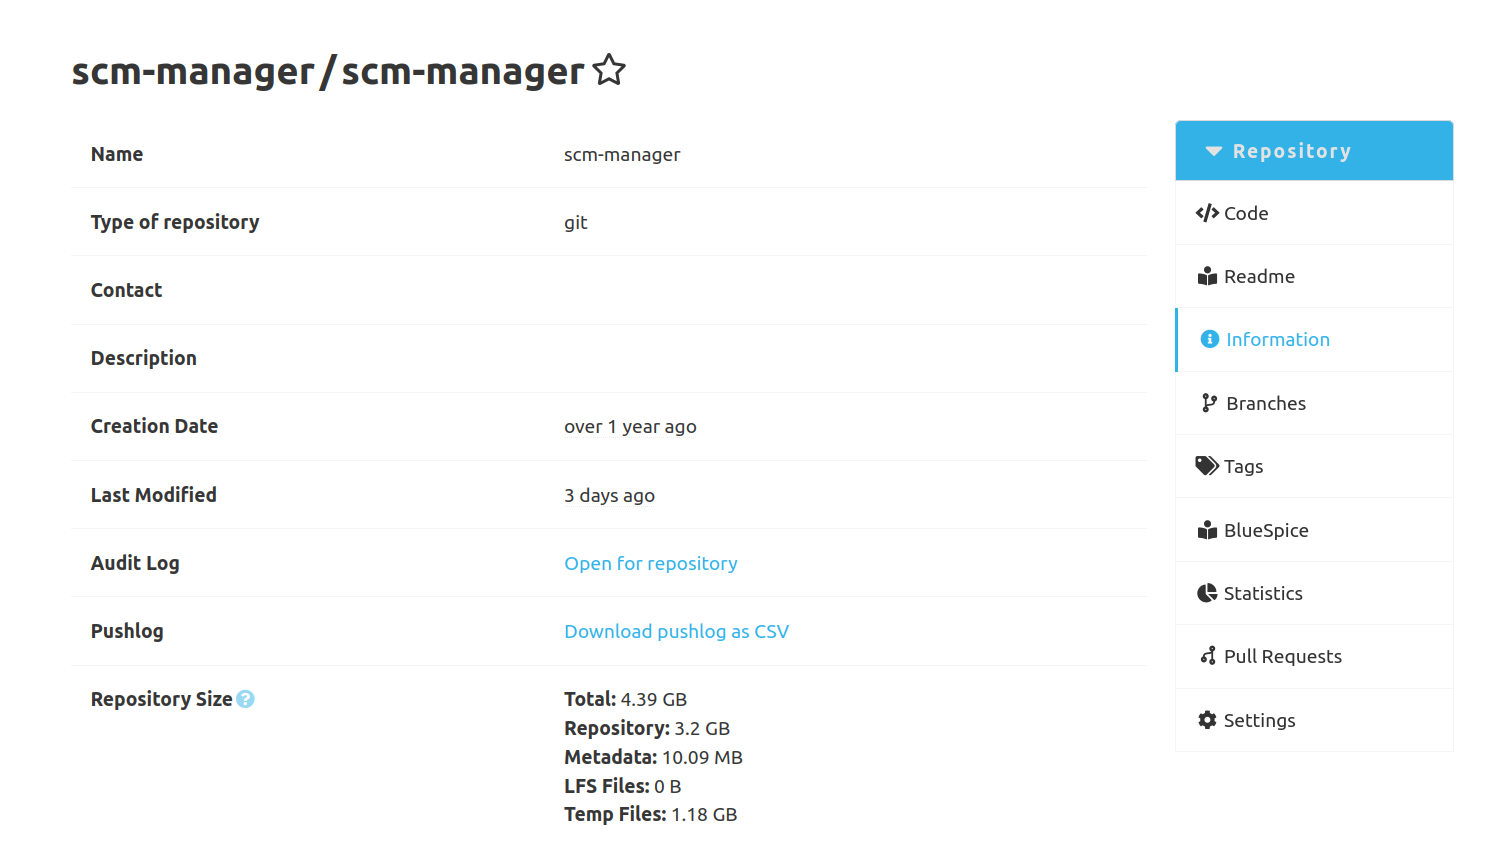 scm-manager/scm-manager
Name scm-manager
Type of repository git
Contact
Description
Creation Date over 1 year ago
Last Modified 3 days ago
Audit Log Open for repository
Pushlog Download pushlog as CSV
Repository Size Total: 4.39 GB
Repository: 3.2 GB
Metadata: 10.09 MB
LFS Files: 0 B
Temp Files: 1.18 GB
Repository
Code
Readme
Information
Branches
Tags
BlueSpice
Statistics
Pull Requests
Settings